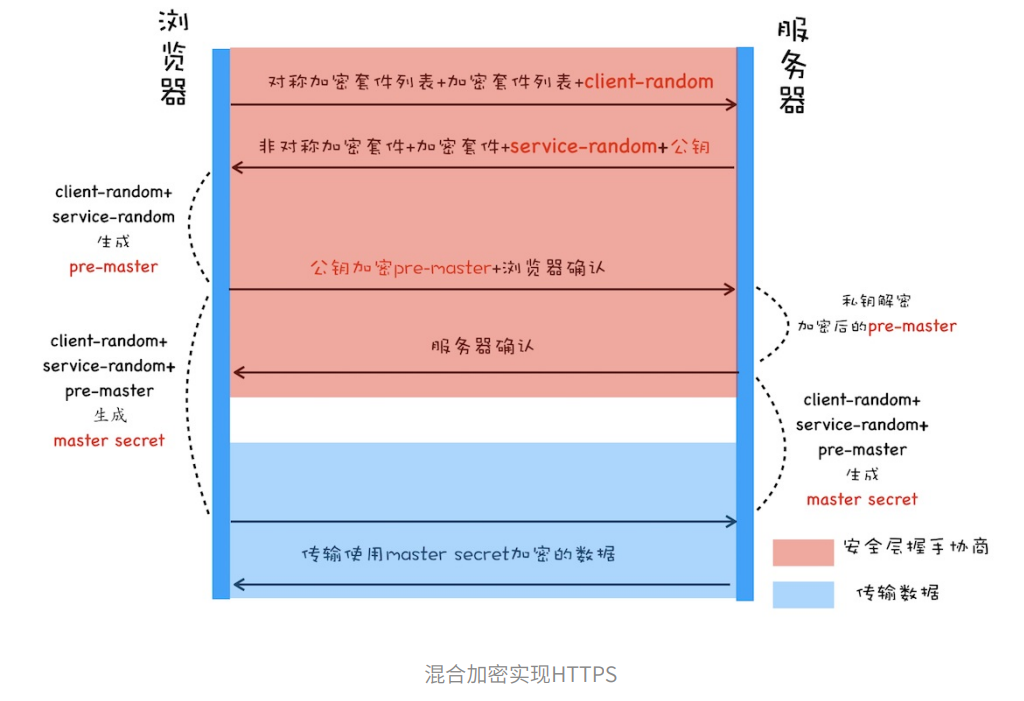 浏览器
服务器
对称加密套件列表+加密套件列表+client-random
非对称加密套件+加密套件+service-random+公钥
client-random+
service-random
生成
pre-master
公钥加密pre-master+浏览器确认
私钥解密
加密后的pre-master
服务器确认
client-random+
service-random+
pre-master
生成
master secret
client-random+
service-random+
pre-master
生成
master secret
传输使用master secret加密的数据
安全层握手协商
传输数据
混合加密实现HTTPS